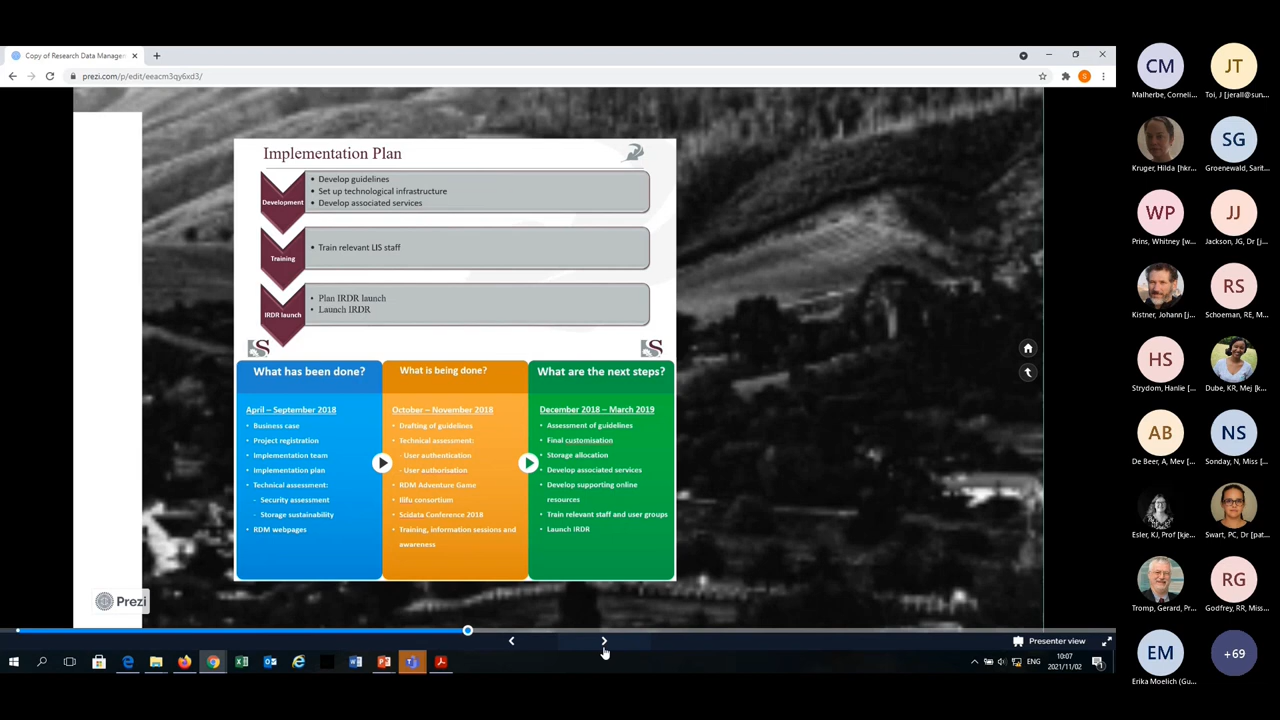 Copy of Research Data Manage
prezi.com/p/edit/eeacm3qy6xd3/
S
Implementation Plan
Development
• Develop guidelines
• Set up technological infrastructure
• Develop associated services
Training
• Train relevant LIS staff
IRDR launch
• Plan IRDR launch
• Launch IRDR
S
S
What has been done?
April – September 2018
• Business case
• Project registration
• Implementation team
• Implementation plan
• Technical assessment:
- Security assessment
- Storage sustainability
• RDM webpages
What is being done?
October – November 2018
• Drafting of guidelines
• Technical assessment:
- User authentication
- User authorisation
• RDM Adventure Game
• Ilifu consortium
• Scidata Conference 2018
• Training, information sessions and
awareness
What are the next steps?
December 2018 – March 2019
• Assessment of guidelines
• Final customisation
• Storage allocation
• Develop associated services
• Develop supporting online
resources
• Train relevant staff and user groups
• Launch IRDR
Prezi
Presenter view
ENG
10:07
2021/11/02
CM
Malherbe, Corneli...
JT
Toi, J [jerall@sun...
Kruger, Hilda [hkr...
SG
Groenewald, Sarit...
WP
Prins, Whitney [w...
JJ
Jackson, JG, Dr [j...
Kistner, Johann [j...
RS
Schoeman, RE, M...
HS
Strydom, Hanlie [...
Dube, KR, Mej [k...
AB
De Beer, A, Mev [...
NS
Sonday, N, Miss [...
Esler, KJ, Prof [kje...
Swart, PC, Dr [pat...
Tromp, Gerard, Pr...
RG
Godfrey, RR, Miss...
EM
Erika Moelich (Gu...
+69